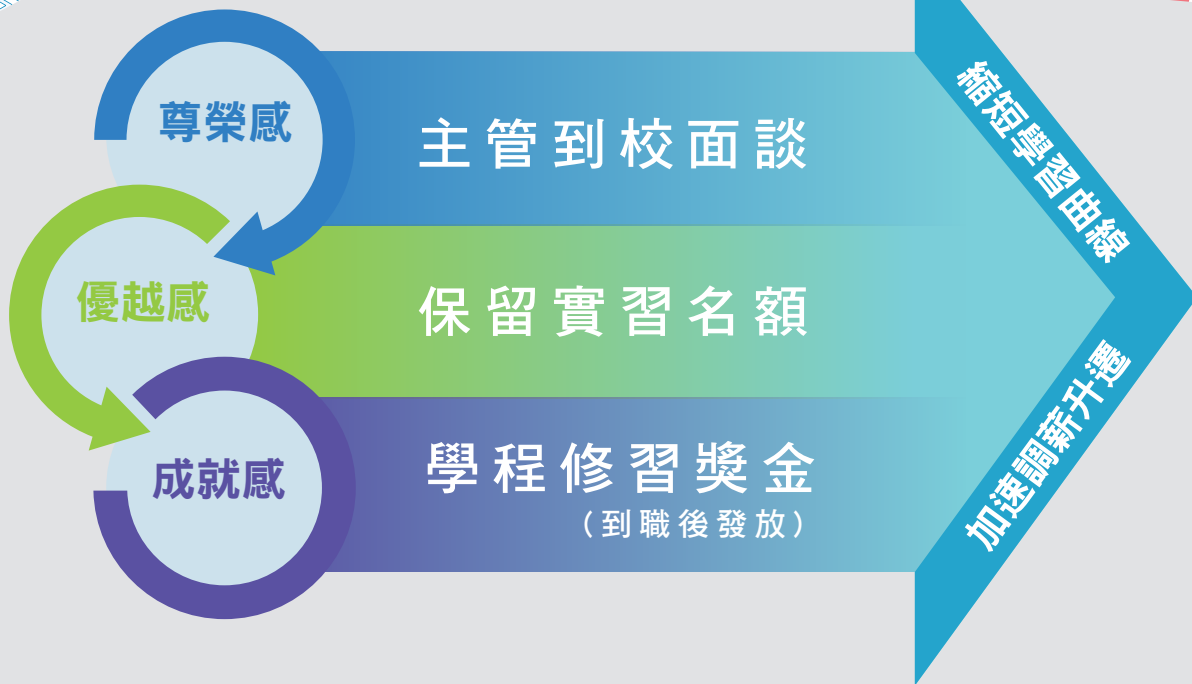 尊榮感
主管到校面談
優越感
保留實習名額
成就感
學程修習獎金
(到職後發放)
縮短學習曲線
加速調薪升遷